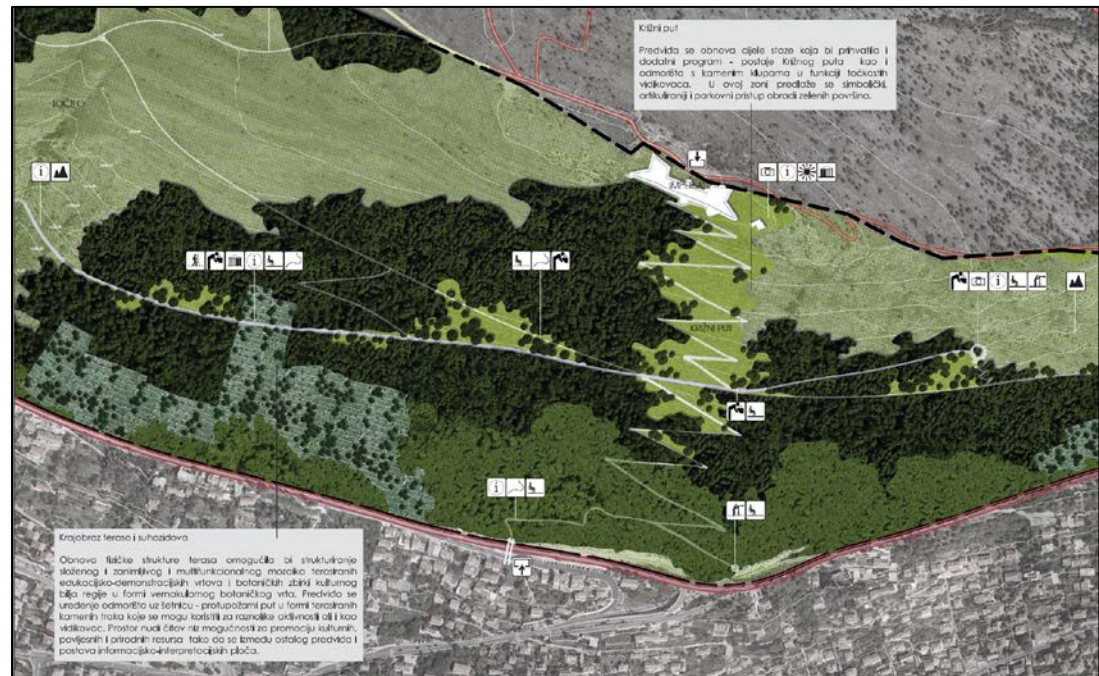 Križni put
Predviđa se obnova cijele staze koja bi prihvatila i
dodatni program - postaje Križnog puta kao i
odmorišta s kamenim klupama u funkciji točkastih
vidikovaca. U ovoj zoni predlaže se simbolički,
artikuliraniji i parkovni pristup obradi zelenih površina.
TOČILO
IMPERIJAL
KRIŽNI PUT
Krajobraz terasa i suhozidova
Obnova fizičke strukture terasa omogućila bi strukturiranje
složenog i zanimljivog i multifunkcionalnog mozaika terasiranih
edukacijsko-demonstracijskih vrtova i botaničkih zbirki kulturnog
bilja regije u formi vernakularnog botaničkog vrta. Predviđa se
uređenje odmorišta uz šetnicu - protupožarni put u formi terasiranih
kamenih traka koje se mogu koristiti za raznolike aktivnosti ali i kao
vidikovac. Prostor nudi čitav niz mogućnosti za promociju kulturnih,
povijesnih i prirodnih resursa tako da se između ostalog predviđa i
postava informacijsko-interpretacijskih ploča.